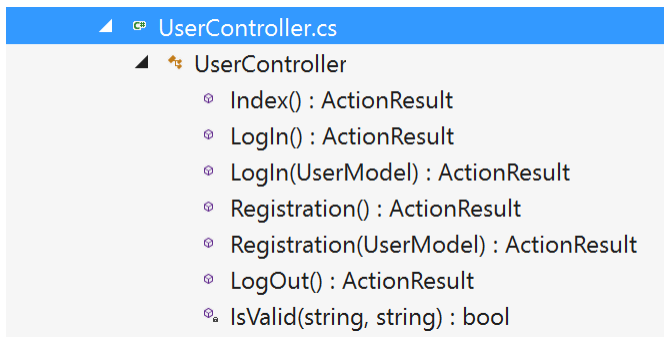 UserController.cs
UserController
Index() : ActionResult
LogIn() : ActionResult
LogIn(UserModel) : ActionResult
Registration() : ActionResult
Registration(UserModel) : ActionResult
LogOut() : ActionResult
IsValid(string, string) : bool